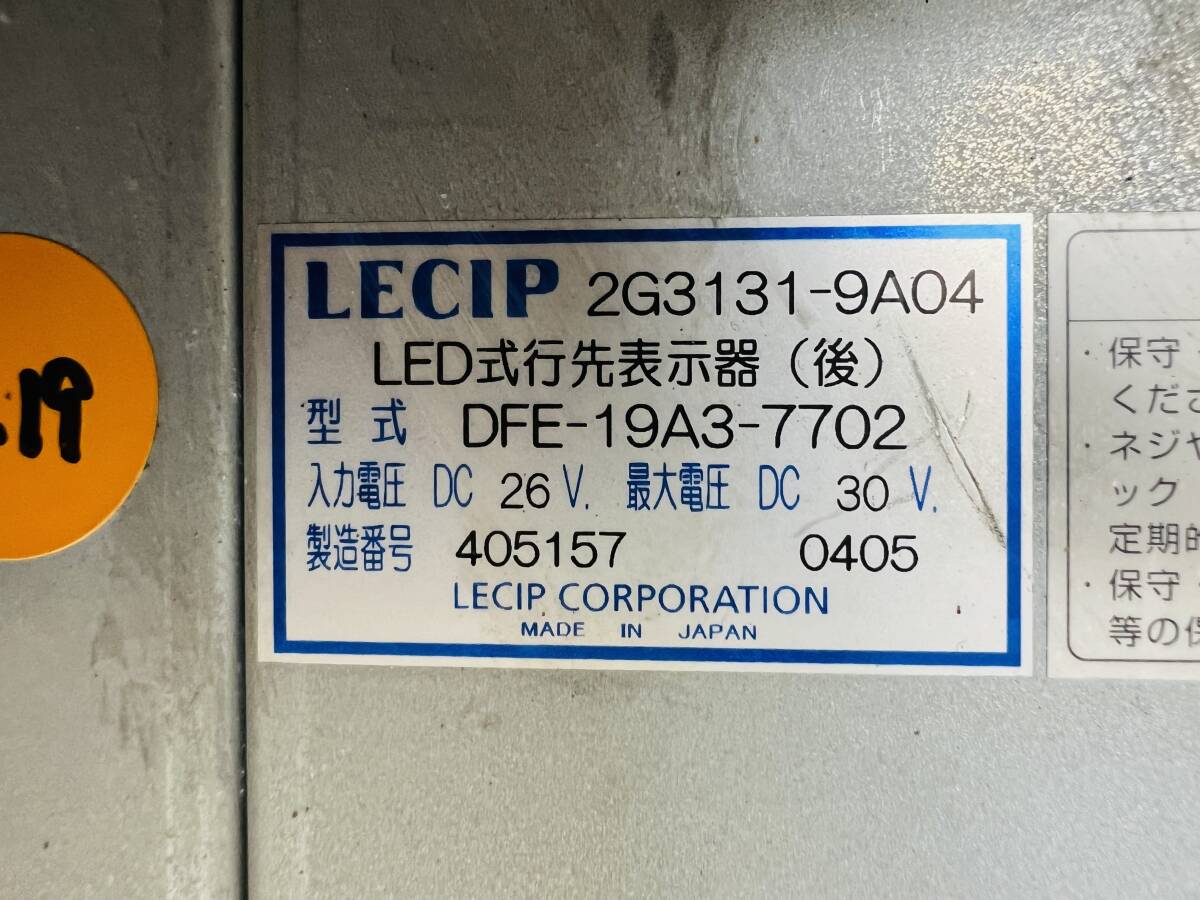 .19
LECIP 2G3131-9A04
LED式行先表示器（後）
型式 DFE-19A3-7702
入力電圧 DC 26 V. 最大電圧 DC 30 V.
製造番号 405157 0405
LECIP CORPORATION
MADE IN JAPAN
・保守
くださ
・ネジヤ
ック
定期的
・保守
等の保